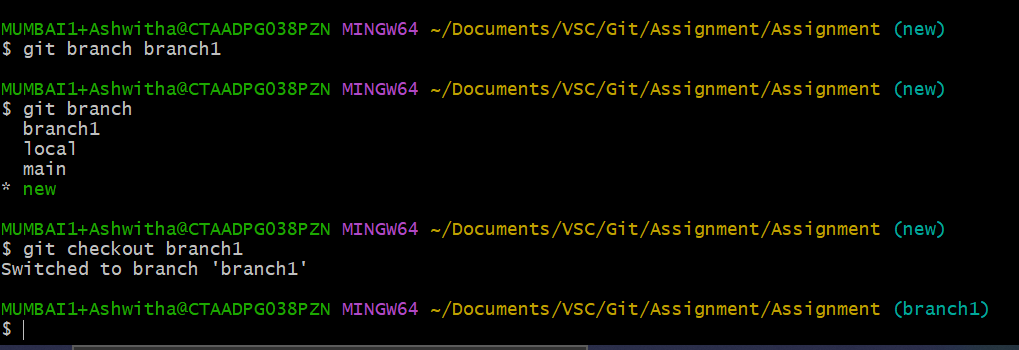 MUMBAI1+Ashwitha@CTAADPG038PZN MINGW64 ~/Documents/VSC/Git/Assignment/Assignment (new)
$ git branch branch1
MUMBAI1+Ashwitha@CTAADPG038PZN MINGW64 ~/Documents/VSC/Git/Assignment/Assignment (new)
$ git branch
  branch1
  local
  main
* new
MUMBAI1+Ashwitha@CTAADPG038PZN MINGW64 ~/Documents/VSC/Git/Assignment/Assignment (new)
$ git checkout branch1
Switched to branch 'branch1'
MUMBAI1+Ashwitha@CTAADPG038PZN MINGW64 ~/Documents/VSC/Git/Assignment/Assignment (branch1)
$